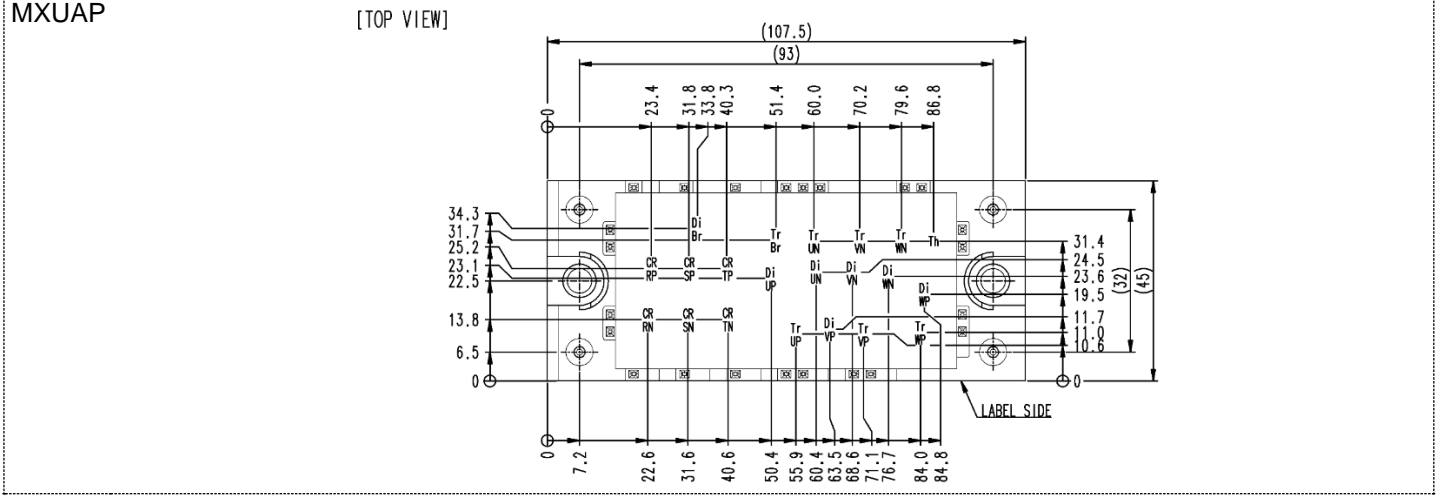 MXUAP
[TOP VIEW]
(107.5)
(93)
0
23.4
31.8
33.8
40.3
51.4
60.0
70.2
79.6
86.8
34.3
31.7
25.2
23.1
22.5
13.8
6.5
0
Di
Br
Tr
Br
Tr
UN
Tr
VN
Tr
WN
Th
CR
RP
CR
SP
CR
TP
Di
UP
Di
UN
Di
VN
Di
WN
Di
WP
CR
RN
CR
SN
CR
TN
Tr
UP
Di
VP
Tr
VP
Tr
WP
31.4
24.5
23.6
19.5
11.7
11.0
10.6
0
(32)
(45)
LABEL SIDE
0
7.2
22.6
31.6
40.6
50.4
55.9
60.4
63.5
68.6
71.1
76.7
84.0
84.8